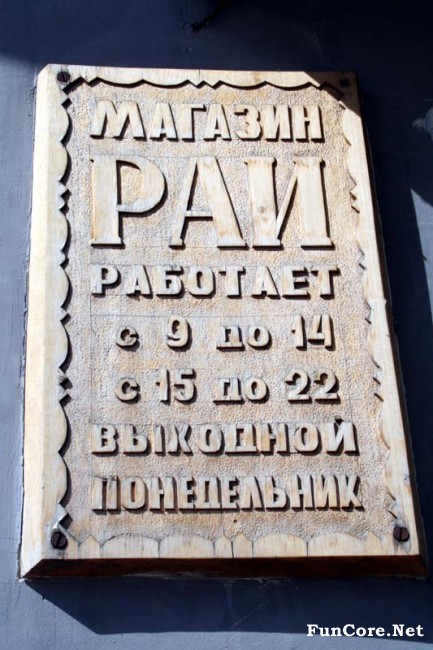 МАГАЗИН
РАИ
РАБОТАЕТ
с 9 до 14
с 15 до 22
ВЫХОДНОЙ
ПОНЕДЕЛЬНИК
FunCore.Net